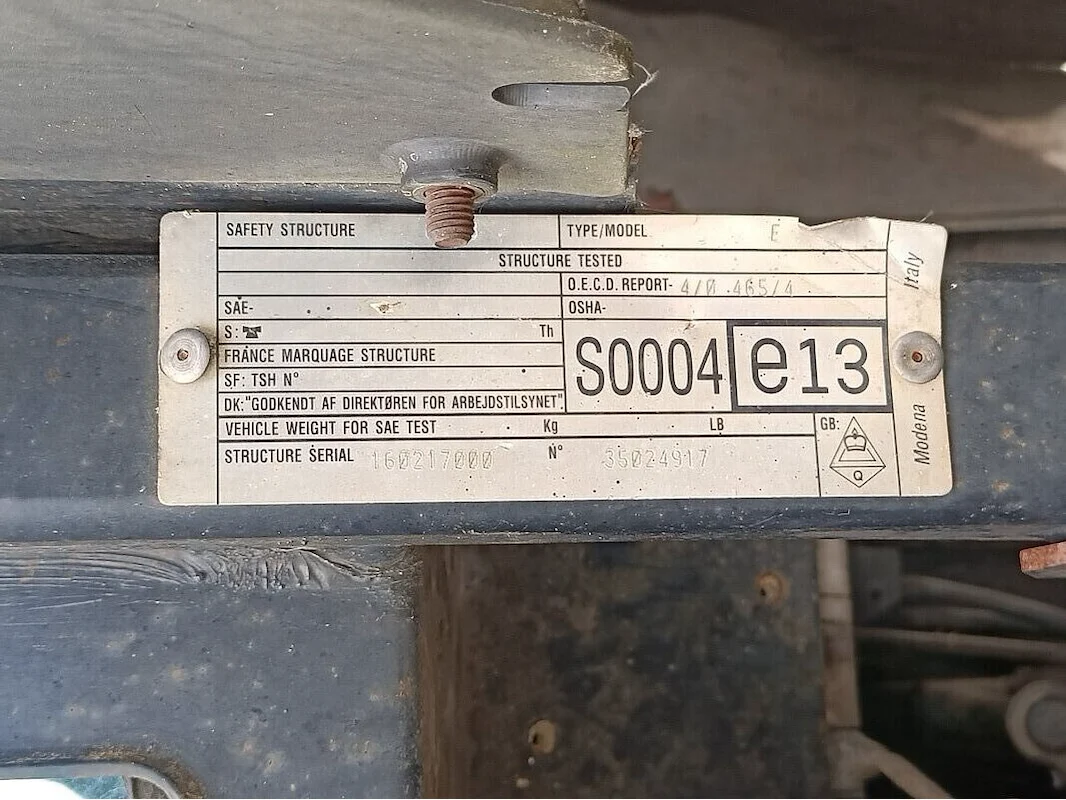 SAFETY STRUCTURE
TYPE/MODEL E
STRUCTURE TESTED
O.E.C.D. REPORT- 4/0.465/4
SAE-
OSHA-
S: Th
FRANCE MARQUAGE STRUCTURE
SF: TSH N°
DK:"GODKENDT AF DIREKTØREN FOR ARBEJDSTILSYNET"
S0004 e13
VEHICLE WEIGHT FOR SAE TEST Kg LB
GB:
Q
STRUCTURE SERIAL 160217000 N° 35024917
Modena Italy